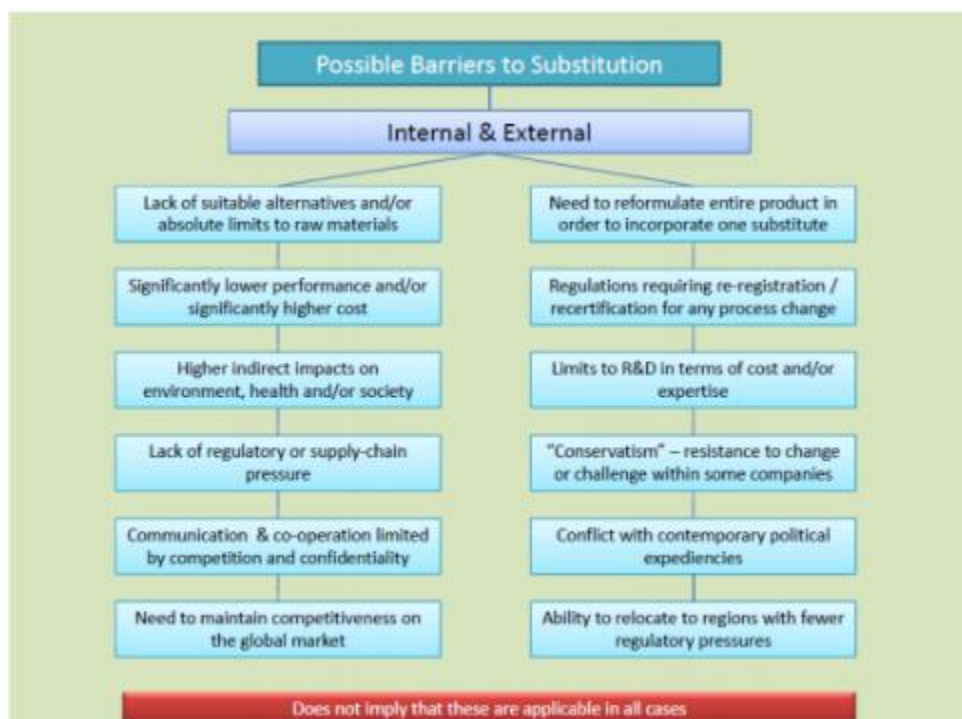 Possible Barriers to Substitution
Internal & External
Lack of suitable alternatives and/or
absolute limits to raw materials
Significantly lower performance and/or
significantly higher cost
Higher indirect impacts on
environment, health and/or society
Lack of regulatory or supply-chain
pressure
Communication & co-operation limited
by competition and confidentiality
Need to maintain competitiveness on
the global market
Need to reformulate entire product in
order to incorporate one substitute
Regulations requiring re-registration /
recertification for any process change
Limits to R&D in terms of cost and/or
expertise
"Conservatism" – resistance to change
or challenge within some companies
Conflict with contemporary political
expediencies
Ability to relocate to regions with fewer
regulatory pressures
Does not imply that these are applicable in all cases